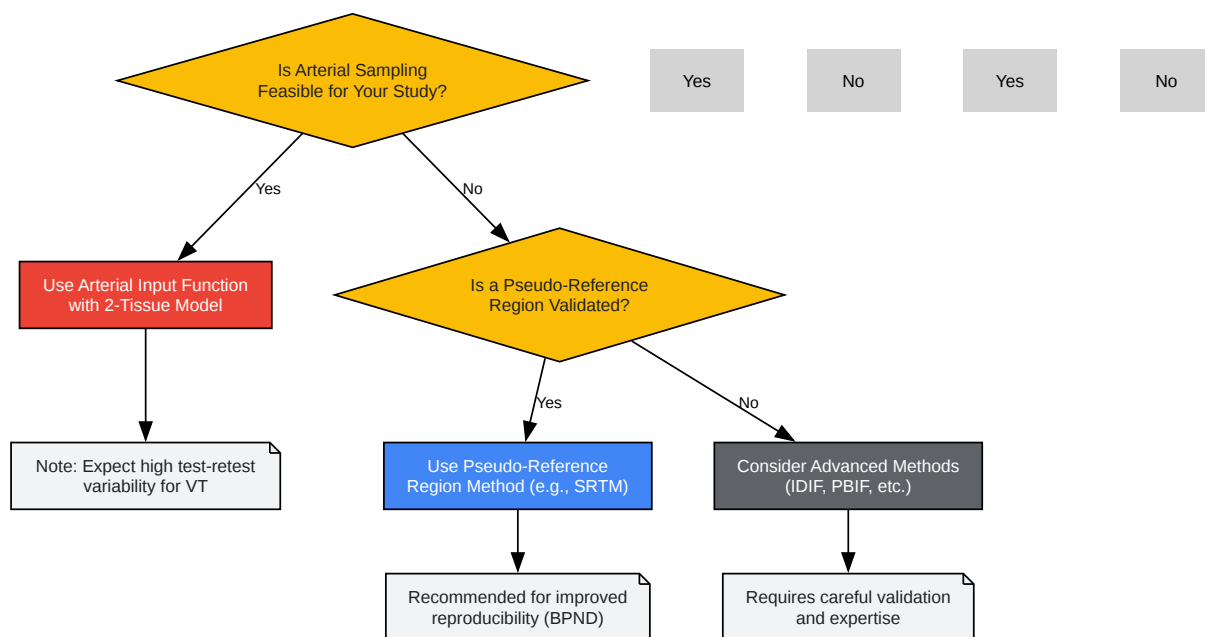 Is Arterial Sampling
Feasible for Your Study?
Yes
No
Yes
No
Yes
No
Use Arterial Input Function
with 2-Tissue Model
Is a Pseudo-Reference
Region Validated?
Yes
No
Note: Expect high test-retest
variability for VT
Use Pseudo-Reference
Region Method (e.g., SRTM)
Consider Advanced Methods
(IDIF, PBIF, etc.)
Recommended for improved
reproducibility (BPND)
Requires careful validation
and expertise